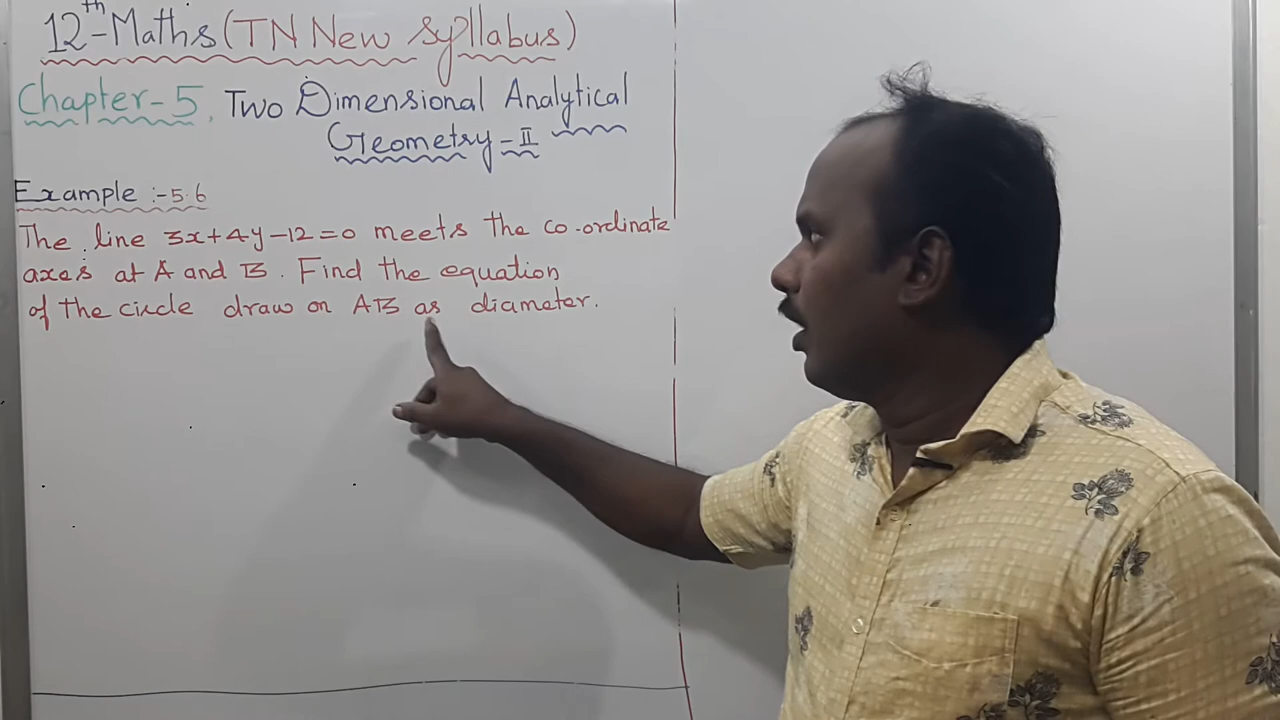 12th-Maths (TN New Syllabus)
Chapter-5, Two Dimensional Analytical
Geometry-II
Example :-5.6
The line 3x+4y-12=0 meets the co-ordinate
axes at A and B. Find the equation
of the circle draw on AB as diameter.